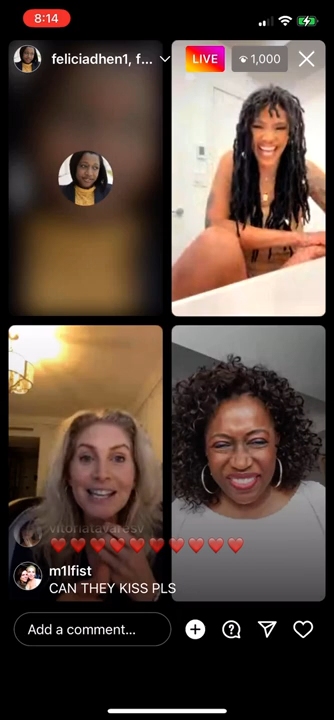 8:14
feliciadhen1, f...
LIVE
1,000
vitoriatavaresv
❤️❤️❤️❤️❤️❤️❤️❤️❤️❤️
m1lfist
CAN THEY KISS PLS
Add a comment...